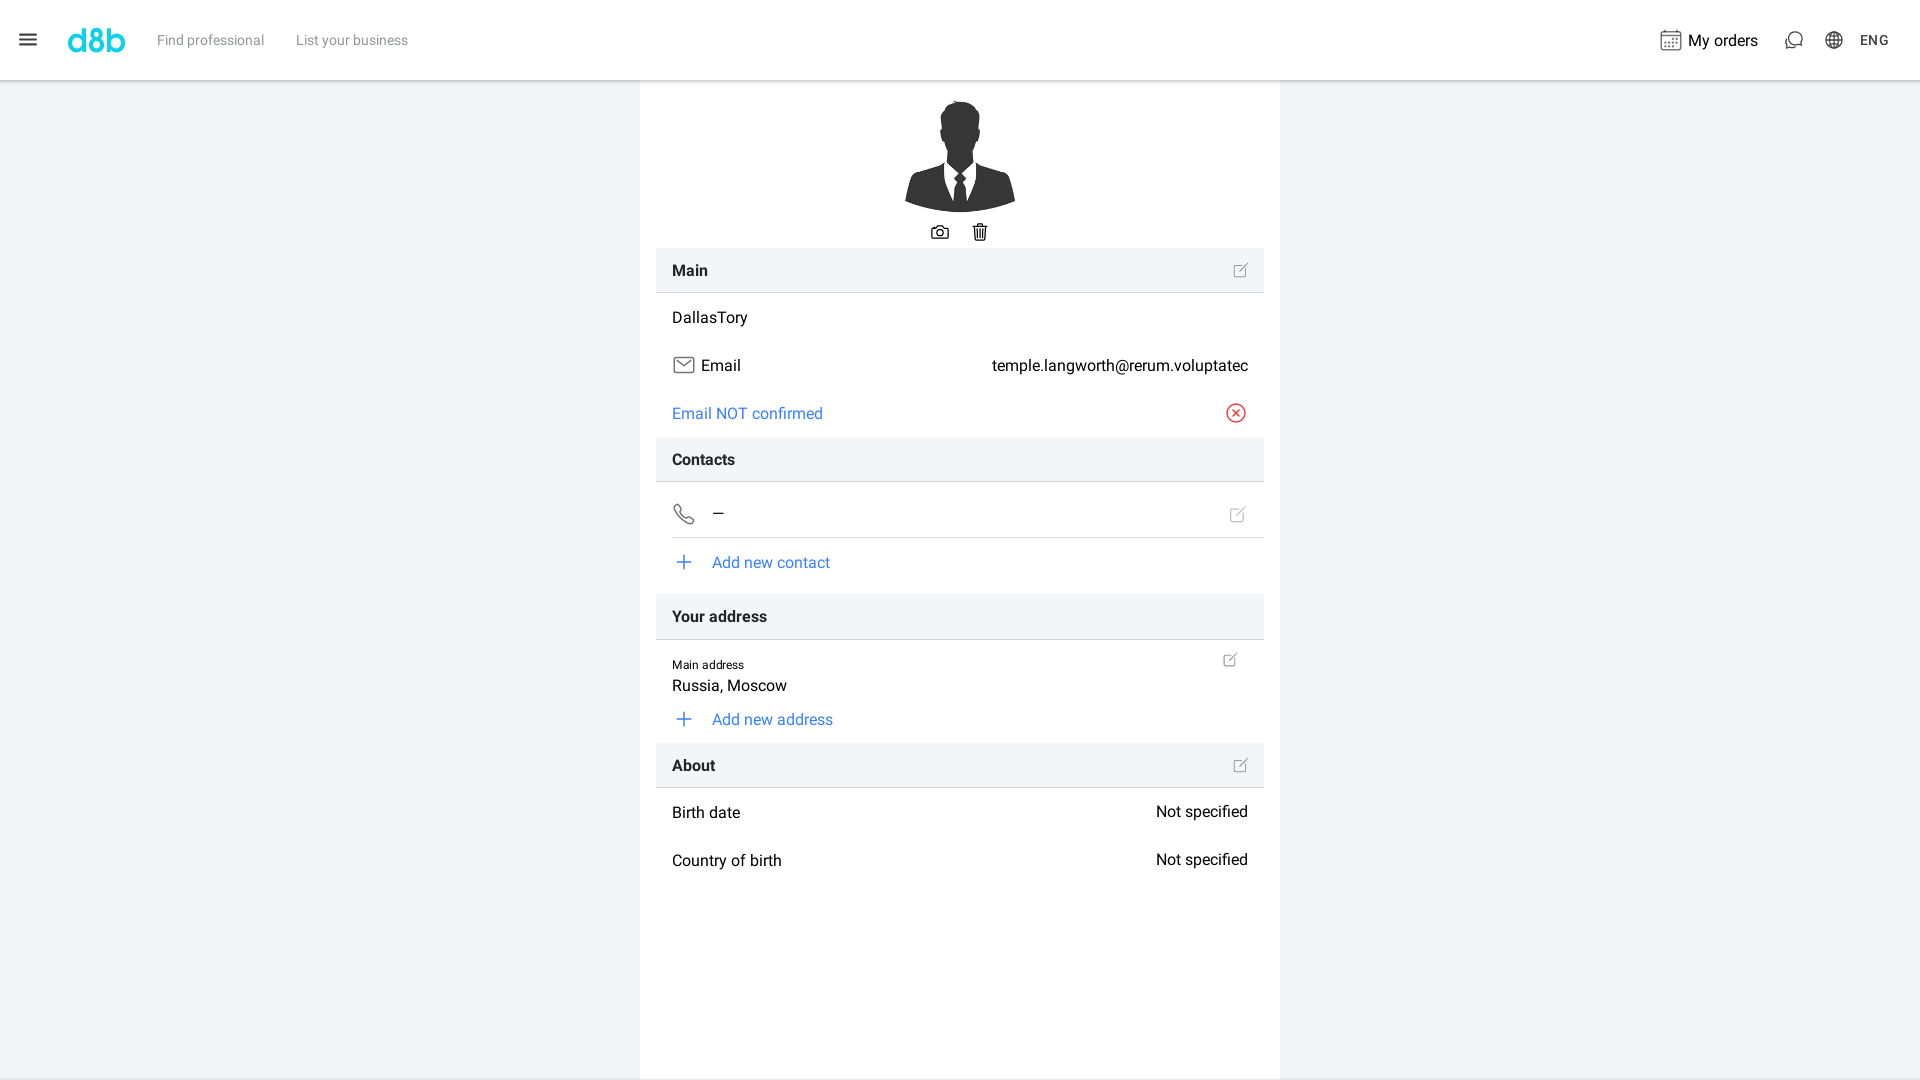 d8b
Find professional
List your business
My orders
ENG
Main
DallasTory
Email
temple.langworth@rerum.voluptatec
Email NOT confirmed
Contacts
—
Add new contact
Your address
Main address
Russia, Moscow
Add new address
About
Birth date
Not specified
Country of birth
Not specified